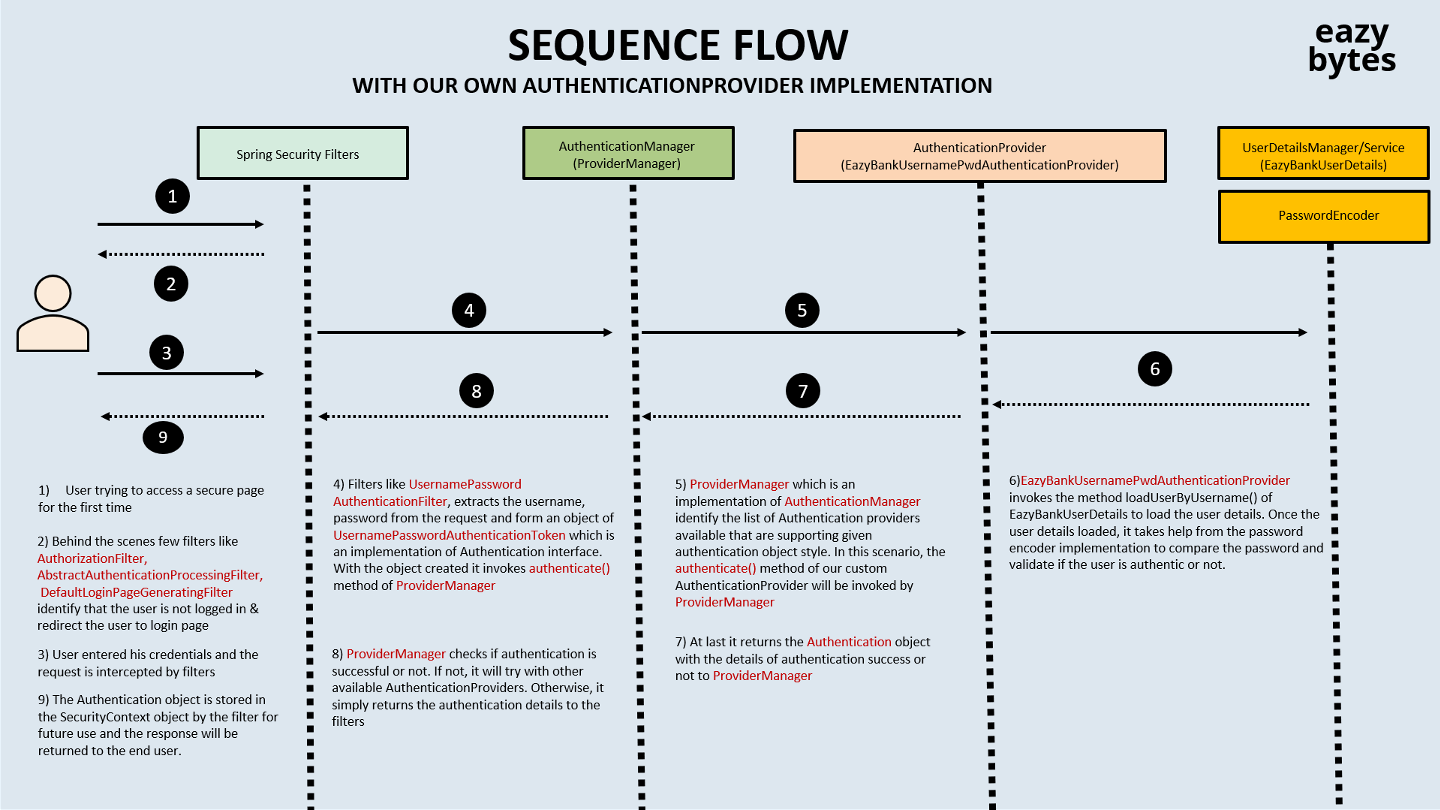 SEQUENCE FLOW
WITH OUR OWN AUTHENTICATIONPROVIDER IMPLEMENTATION
eazy
bytes
Spring Security Filters
AuthenticationManager
(ProviderManager)
AuthenticationProvider
(EazyBankUsernamePwdAuthenticationProvider)
UserDetailsManager/Service
(EazyBankUserDetails)
PasswordEncoder
1
2
3
4
5
6
7
8
9
1) User trying to access a secure page
for the first time
2) Behind the scenes few filters like
AuthorizationFilter,
AbstractAuthenticationProcessingFilter,
DefaultLoginPageGeneratingFilter
identify that the user is not logged in &
redirect the user to login page
3) User entered his credentials and the
request is intercepted by filters
9) The Authentication object is stored in
the SecurityContext object by the filter for
future use and the response will be
returned to the end user.
4) Filters like UsernamePassword
AuthenticationFilter, extracts the username,
password from the request and form an object of
UsernamePasswordAuthenticationToken which is
an implementation of Authentication interface.
With the object created it invokes authenticate()
method of ProviderManager
8) ProviderManager checks if authentication is
successful or not. If not, it will try with other
available AuthenticationProviders. Otherwise, it
simply returns the authentication details to the
filters
5) ProviderManager which is an
implementation of AuthenticationManager
identify the list of Authentication providers
available that are supporting given
authentication object style. In this scenario, the
authenticate() method of our custom
AuthenticationProvider will be invoked by
ProviderManager
7) At last it returns the Authentication object
with the details of authentication success or
not to ProviderManager
6)EazyBankUsernamePwdAuthenticationProvider
invokes the method loadUserByUsername() of
EazyBankUserDetails to load the user details. Once the
user details loaded, it takes help from the password
encoder implementation to compare the password and
validate if the user is authentic or not.